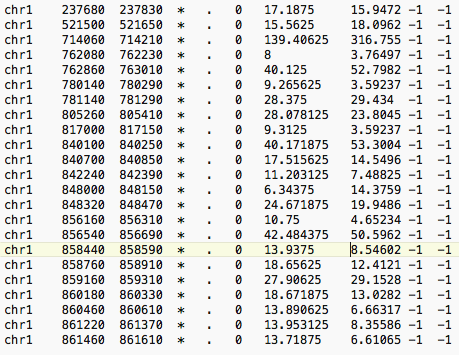 chr1 237680 237830 * . 0 17.1875 15.9472 -1 -1
chr1 521500 521650 * . 0 15.5625 18.0962 -1 -1
chr1 714060 714210 * . 0 139.40625 316.755 -1 -1
chr1 762080 762230 * . 0 8 3.76497 -1 -1
chr1 762860 763010 * . 0 40.125 52.7982 -1 -1
chr1 780140 780290 * . 0 9.265625 3.59237 -1 -1
chr1 781140 781290 * . 0 28.375 29.434 -1 -1
chr1 805260 805410 * . 0 28.078125 23.8045 -1 -1
chr1 817000 817150 * . 0 9.3125 3.59237 -1 -1
chr1 840100 840250 * . 0 40.171875 53.3004 -1 -1
chr1 840700 840850 * . 0 17.515625 14.5496 -1 -1
chr1 842240 842390 * . 0 11.203125 7.48825 -1 -1
chr1 848000 848150 * . 0 6.34375 14.3759 -1 -1
chr1 848320 848470 * . 0 24.671875 19.9486 -1 -1
chr1 856160 856310 * . 0 10.75 4.65234 -1 -1
chr1 856540 856690 * . 0 42.484375 50.5962 -1 -1
chr1 858440 858590 * . 0 13.9375 8.54602 -1 -1
chr1 858760 858910 * . 0 18.65625 12.4121 -1 -1
chr1 859160 859310 * . 0 27.90625 29.1528 -1 -1
chr1 860180 860330 * . 0 18.671875 13.0282 -1 -1
chr1 860460 860610 * . 0 13.890625 6.66317 -1 -1
chr1 861220 861370 * . 0 13.953125 8.35586 -1 -1
chr1 861460 861610 * . 0 13.71875 6.61065 -1 -1